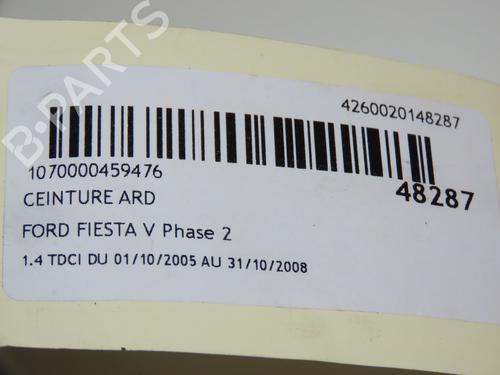 B-PARTS
4260020148287
1070000459476
48287
CEINTURE ARD
FORD FIESTA V Phase 2
1.4 TDCI DU 01/10/2005 AU 31/10/2008